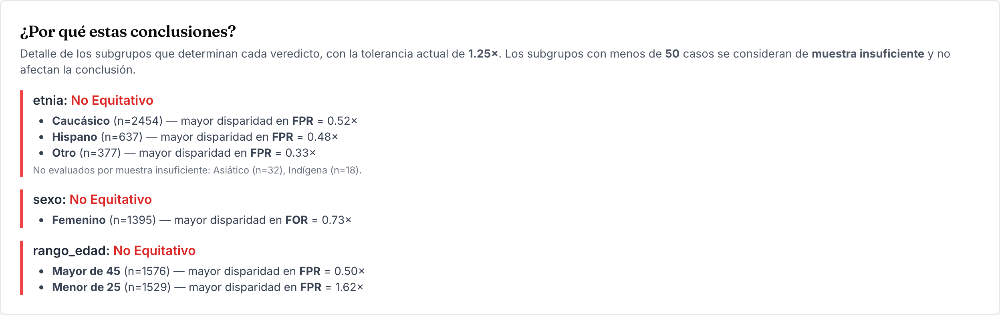 ¿Por qué estas conclusiones?
Detalle de los subgrupos que determinan cada veredicto, con la tolerancia actual de 1.25×. Los subgrupos con menos de 50 casos se consideran de muestra insuficiente y no
afectan la conclusión.
etnia: No Equitativo
• Caucásico (n=2454) — mayor disparidad en FPR = 0.52×
• Hispano (n=637) — mayor disparidad en FPR = 0.48×
• Otro (n=377) — mayor disparidad en FPR = 0.33×
No evaluados por muestra insuficiente: Asiático (n=32), Indígena (n=18).
sexo: No Equitativo
• Femenino (n=1395) — mayor disparidad en FOR = 0.73×
rango_edad: No Equitativo
• Mayor de 45 (n=1576) — mayor disparidad en FPR = 0.50×
• Menor de 25 (n=1529) — mayor disparidad en FPR = 1.62×